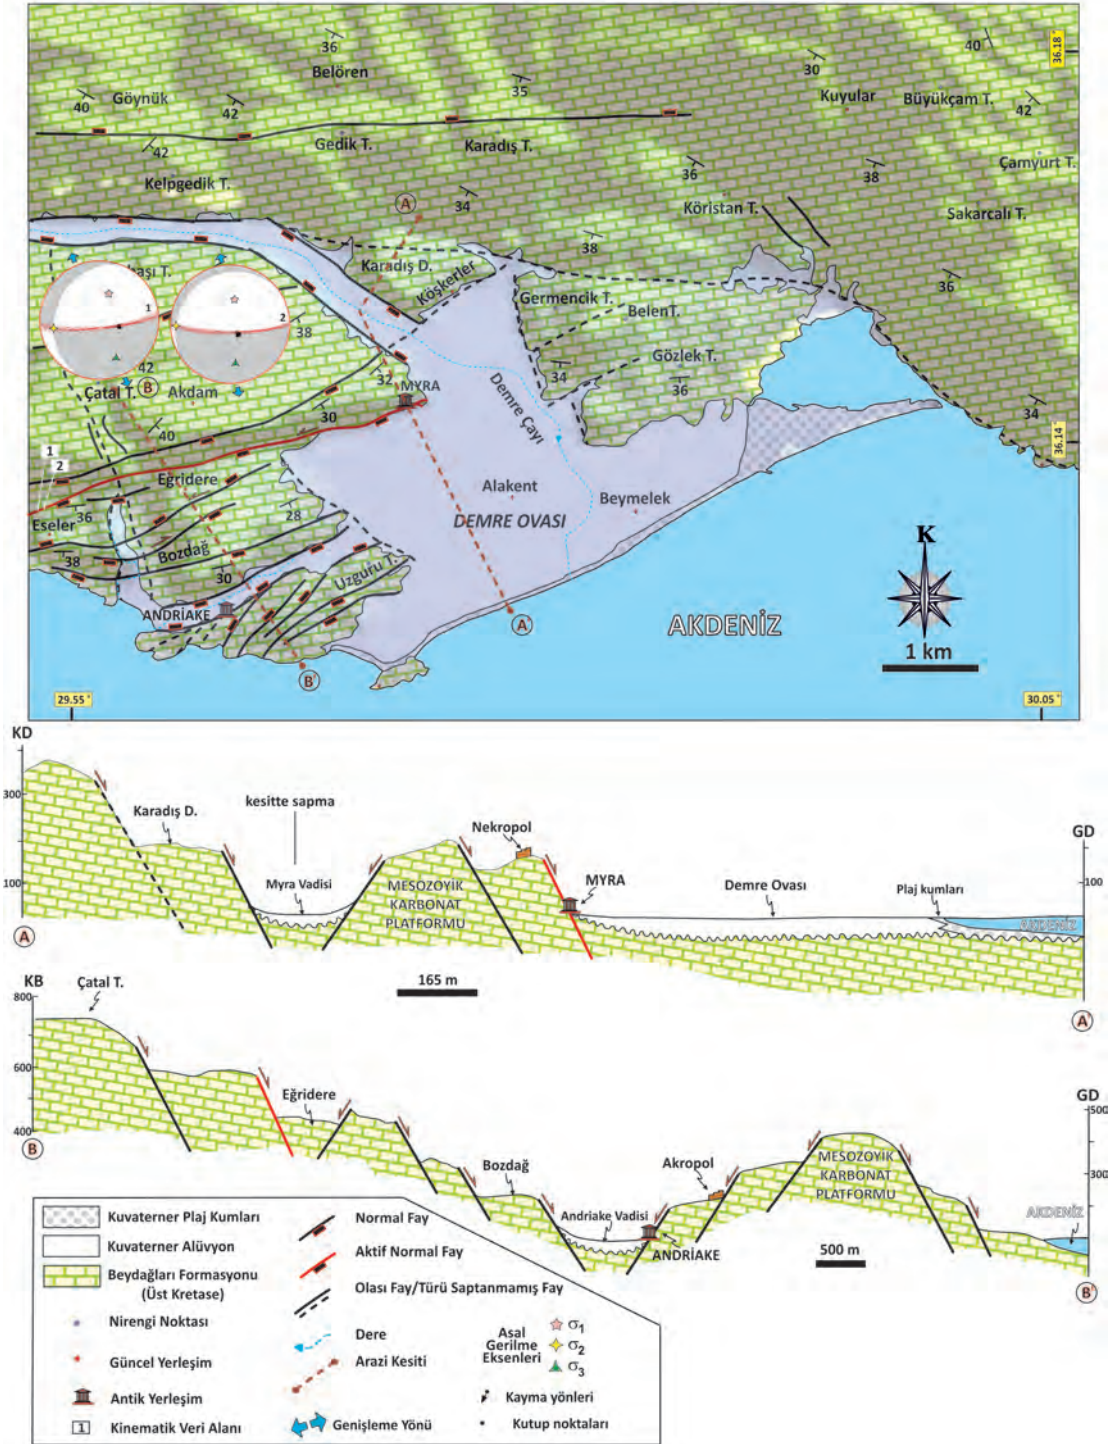 36
Belören
40
36.18°
30
35
Göynük
40
42
Kuyular
Büyükçam T.
42
Gedik T.
Karadış T.
42
Çamyurt T.
Kelpgedik T.
36
38
A
34
Köristan T.
Sakarcalı T.
38
Karadış D.
36
Köşkerler
başı T.
Germencik T.
Belen T.
1
2
38
Gözlek T.
42
32
34
36
B
MYRA
Çatal T.
Akdam
Demre Çayı
30
34
40
36.14°
1
2
Eğridere
Alakent
Beymelek
DEMRE OVASI
36
28
Eseler
K
38
Bozdağ
30
Uzguru T.
ANDRİAKE
A'
AKDENİZ
1 km
B'
29.55°
30.05°
KD
kesitte sapma
300
Karadış D.
Nekropol
GD
Myra Vadisi
MESOZOYİK
KARBONAT
PLATFORMU
MYRA
Demre Ovası
Plaj kumları
100
100
AKDENİZ
A
165 m
A'
KB
Çatal T.
800
600
Eğridere
GD
500
400
B
Bozdağ
Akropol
MESOZOYİK
KARBONAT
PLATFORMU
300
Andriake Vadisi
AKDENİZ
ANDRİAKE
500 m
B'
Kuvaterner Plaj Kumları
Kuvaterner Alüvyon
Beydağları Formasyonu
(Üst Kretase)
Nirengi Noktası
Güncel Yerleşim
Antik Yerleşim
1 Kinematik Veri Alanı
Normal Fay
Aktif Normal Fay
Olası Fay/Türü Saptanmamış Fay
Dere
Arazi Kesiti
Genişleme Yönü
Asal
Gerilme
Eksenleri
σ1
σ2
σ3
Kayma yönleri
Kutup noktaları